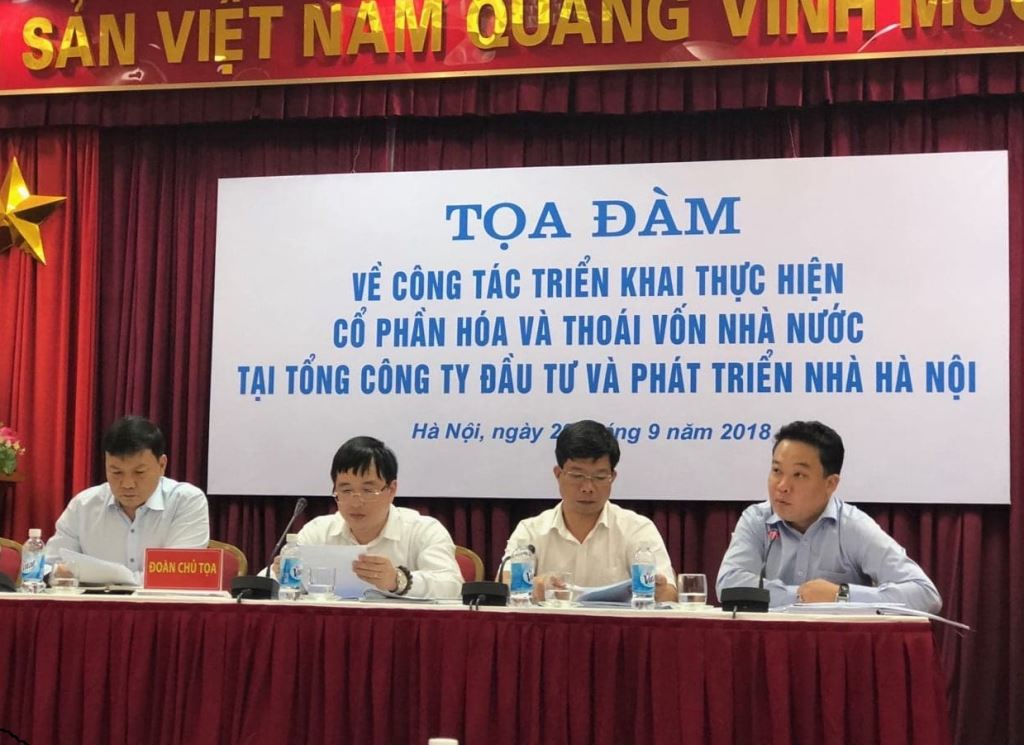 SẢN VIỆT NAM QUANG VINH MUÔ
TỌA ĐÀM
VỀ CÔNG TÁC TRIỂN KHAI THỰC HIỆN
CỔ PHẦN HÓA VÀ THOÁI VỐN NHÀ NƯỚC
TẠI TỔNG CÔNG TY ĐẦU TƯ VÀ PHÁT TRIỂN NHÀ HÀ NỘI
Hà Nội, ngày 9 năm 2018
ĐOÀN CHỦ TỌA